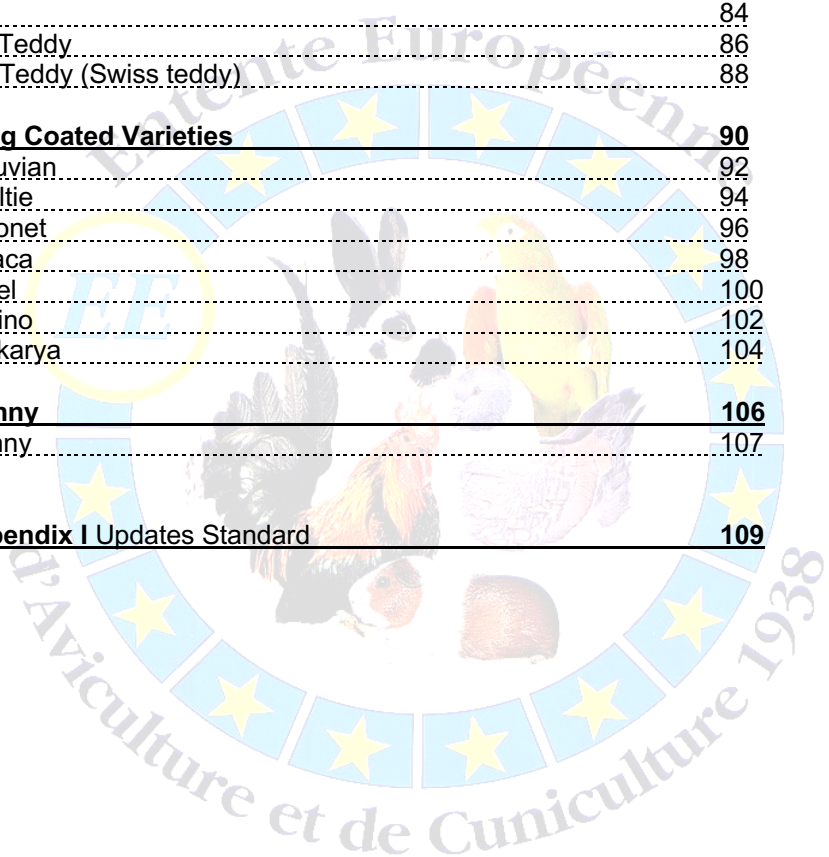 84
Teddy 86
Teddy (Swiss teddy) 88
g Coated Varieties 90
uvian 92
ltie 94
onet 96
aca 98
el 100
ino 102
karya 104
nny 106
nny 107
pendix I Updates Standard 109
Entente Européenne
EE
d'Aviculture et de Cuniculture 1938